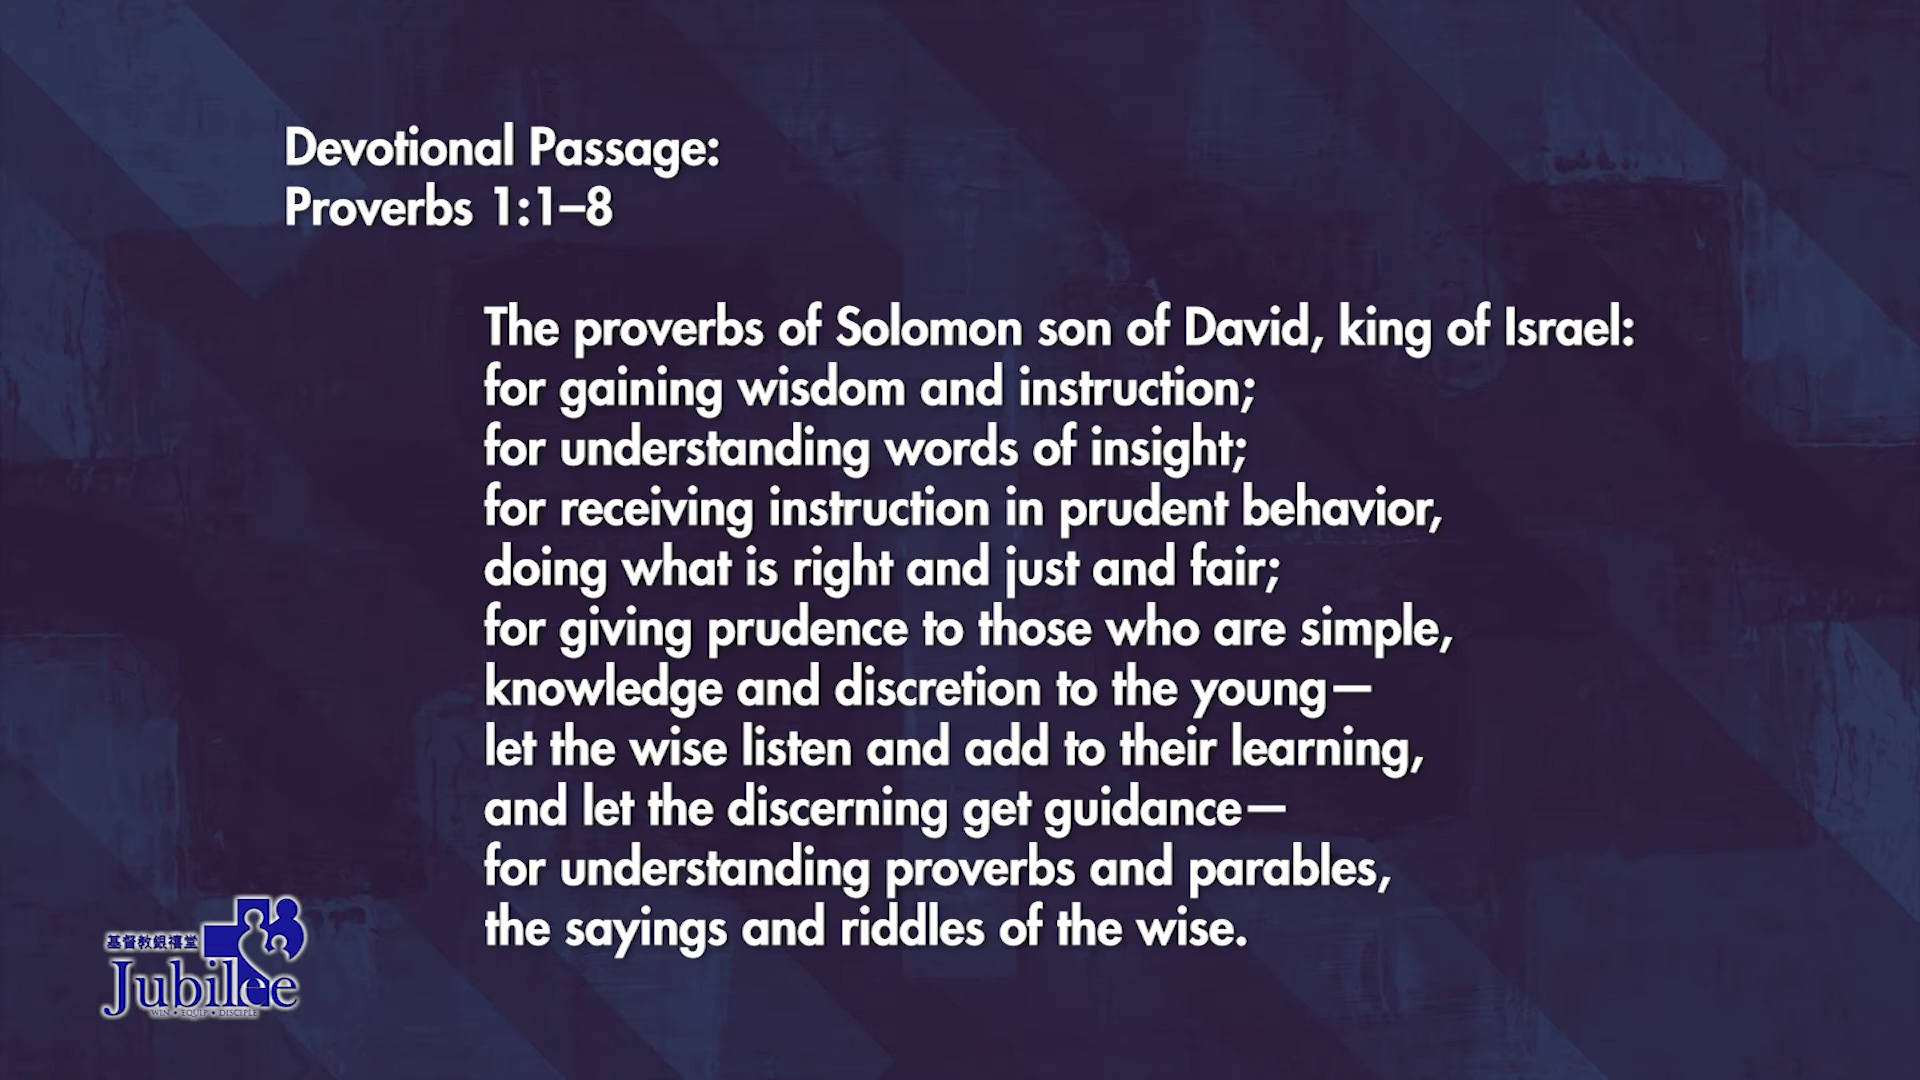 Devotional Passage:
Proverbs 1:1–8
The proverbs of Solomon son of David, king of Israel:
for gaining wisdom and instruction;
for understanding words of insight;
for receiving instruction in prudent behavior,
doing what is right and just and fair;
for giving prudence to those who are simple,
knowledge and discretion to the young—
let the wise listen and add to their learning,
and let the discerning get guidance—
for understanding proverbs and parables,
the sayings and riddles of the wise.
基督教銀禧堂
Jubilee
WIN • EQUIP • DISCIPLE